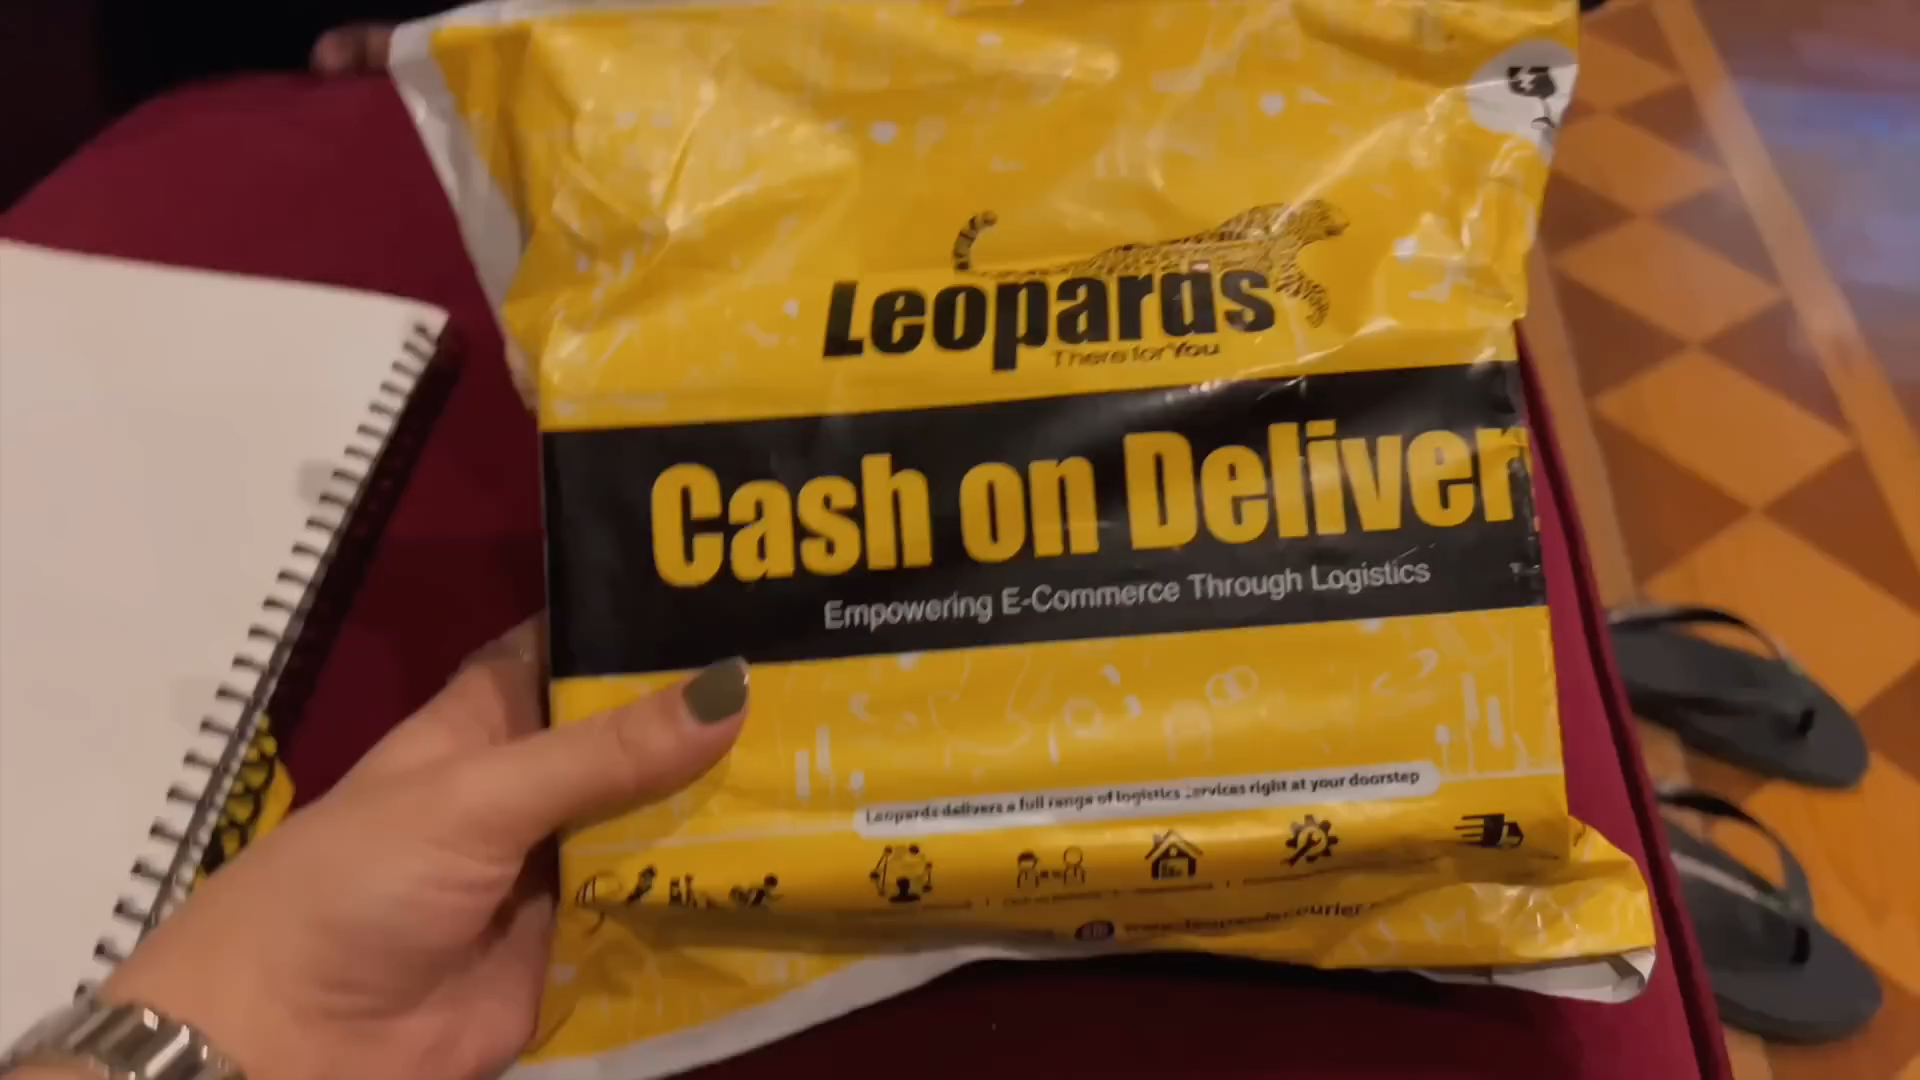 Leopards
There for You
Cash on Deliver
Empowering E-Commerce Through Logistics
Leopards delivers a full range of logistics services right at your doorstep